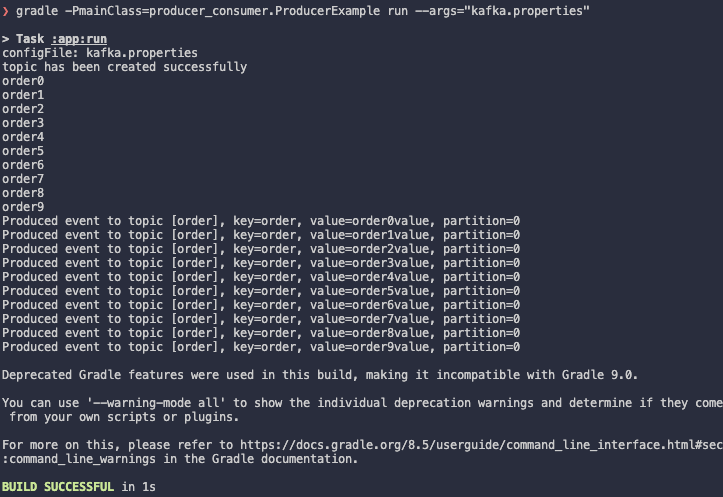 ❯ gradle -PmainClass=producer_consumer.ProducerExample run --args="kafka.properties"
> Task :app:run
configFile: kafka.properties
topic has been created successfully
order0
order1
order2
order3
order4
order5
order6
order7
order8
order9
Produced event to topic [order], key=order, value=order0value, partition=0
Produced event to topic [order], key=order, value=order1value, partition=0
Produced event to topic [order], key=order, value=order2value, partition=0
Produced event to topic [order], key=order, value=order3value, partition=0
Produced event to topic [order], key=order, value=order4value, partition=0
Produced event to topic [order], key=order, value=order5value, partition=0
Produced event to topic [order], key=order, value=order6value, partition=0
Produced event to topic [order], key=order, value=order7value, partition=0
Produced event to topic [order], key=order, value=order8value, partition=0
Produced event to topic [order], key=order, value=order9value, partition=0
Deprecated Gradle features were used in this build, making it incompatible with Gradle 9.0.
You can use '--warning-mode all' to show the individual deprecation warnings and determine if they come
from your own scripts or plugins.
For more on this, please refer to https://docs.gradle.org/8.5/userguide/command_line_interface.html#sec
:command_line_warnings in the Gradle documentation.
BUILD SUCCESSFUL in 1s